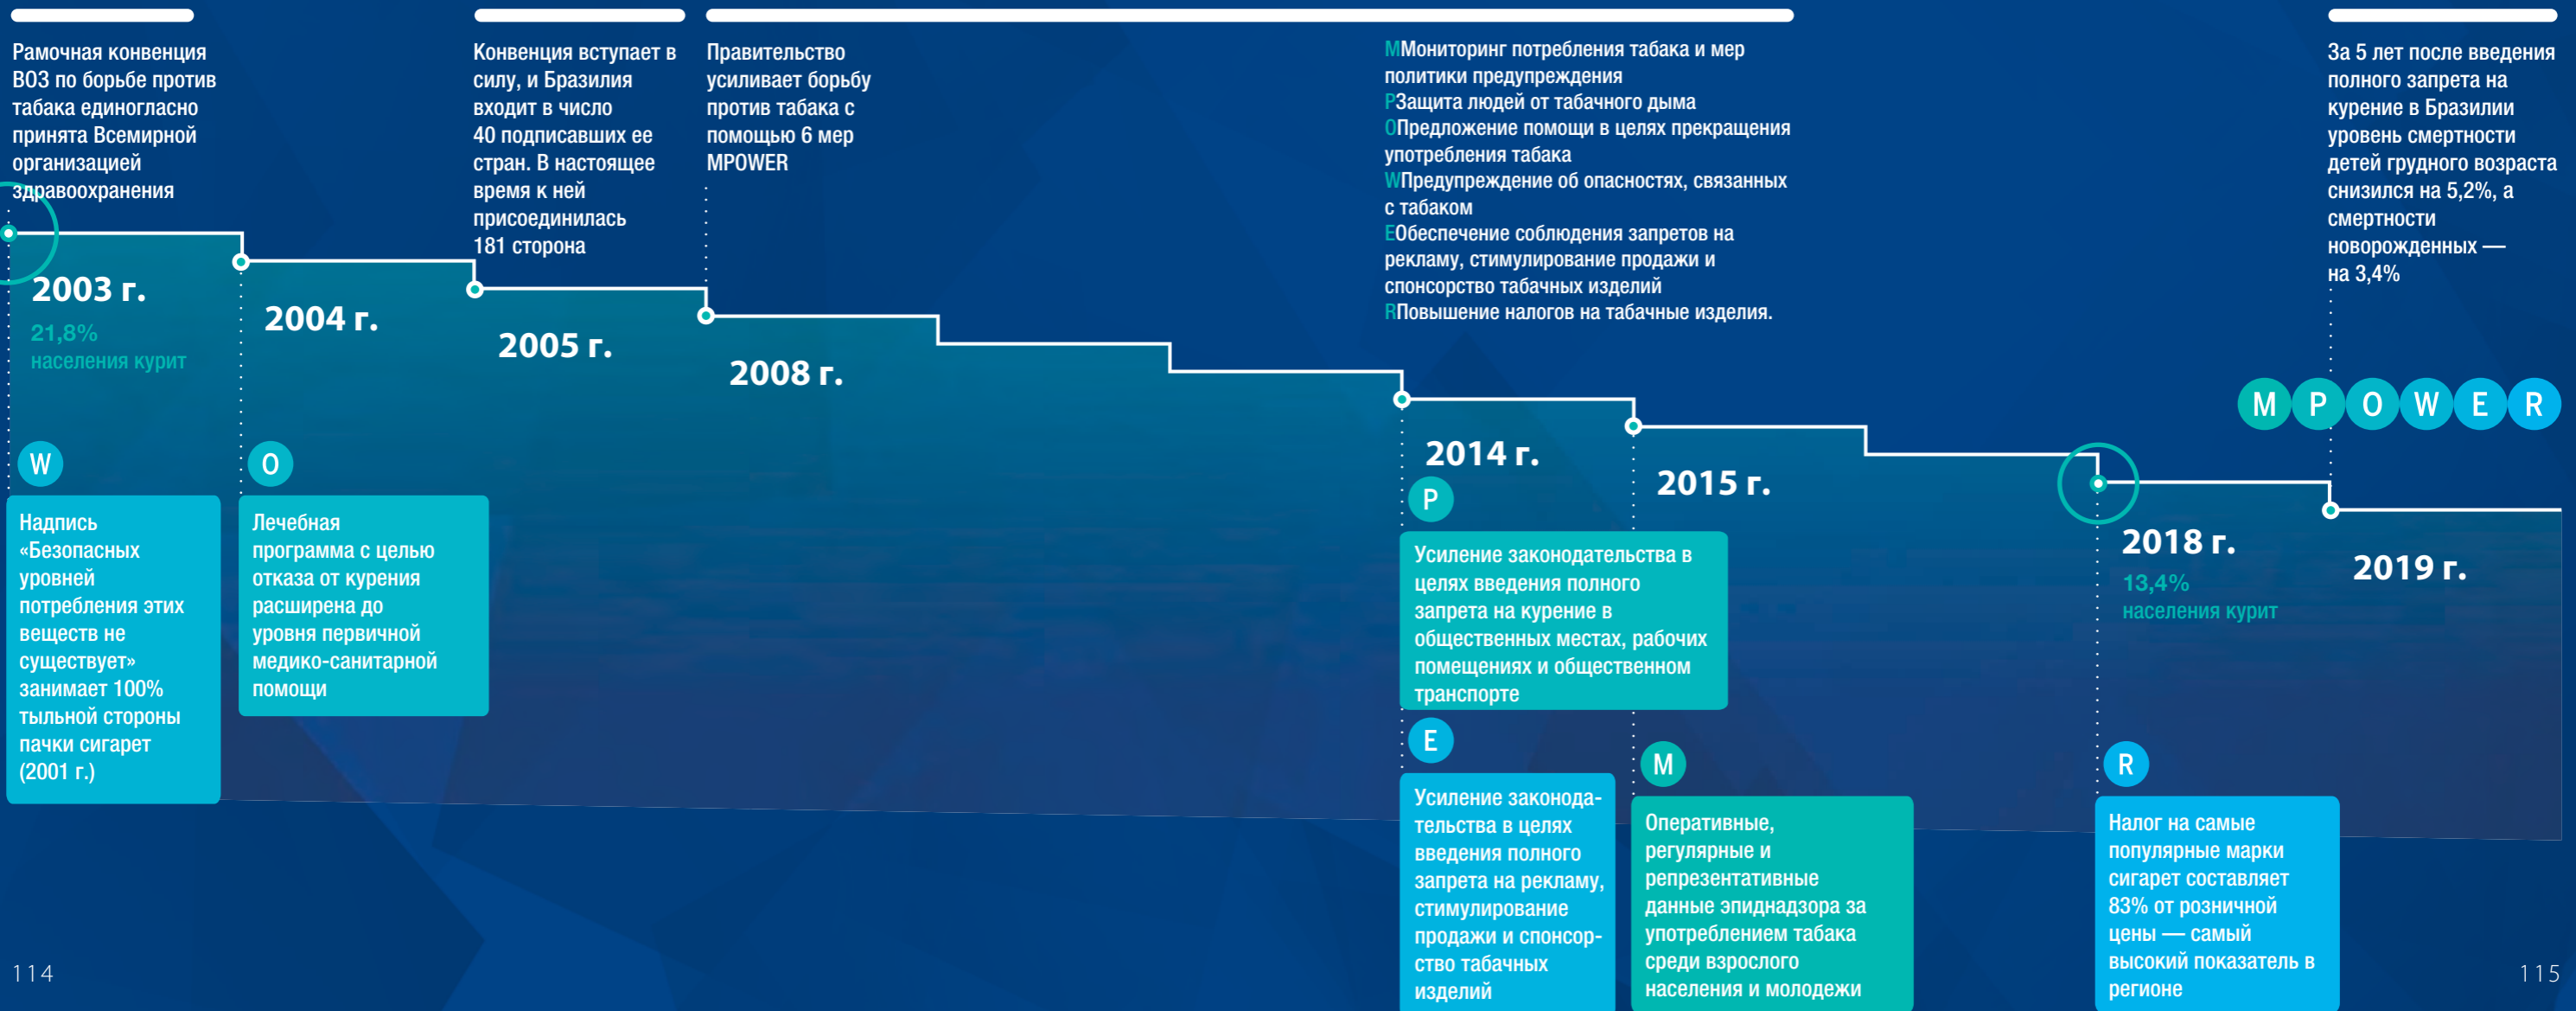 Рамочная конвенция
ВОЗ по борьбе против
табака единогласно
принята Всемирной
организацией
здравоохранения
Конвенция вступает в
силу, и Бразилия
входит в число
40 подписавших ее
стран. В настоящее
время к ней
присоединилась
181 сторона
Правительство
усиливает борьбу
против табака с
помощью 6 мер
MPOWER
MМониторинг потребления табака и мер
политики предупреждения
PЗащита людей от табачного дыма
OПредложение помощи в целях прекращения
употребления табака
WПредупреждение об опасностях, связанных
с табаком
EОбеспечение соблюдения запретов на
рекламу, стимулирование продажи и
спонсорство табачных изделий
RПовышение налогов на табачные изделия.
За 5 лет после введения
полного запрета на
курение в Бразилии
уровень смертности
детей грудного возраста
снизился на 5,2%, а
смертности
новорожденных —
на 3,4%
2003 г.
21,8%
населения курит
2004 г.
2005 г.
2008 г.
2014 г.
2015 г.
2018 г.
13,4%
населения курит
M P O W E R
2019 г.
W
Надпись
«Безопасных
уровней
потребления этих
веществ не
существует»
занимает 100%
тыльной стороны
пачки сигарет
(2001 г.)
O
Лечебная
программа с целью
отказа от курения
расширена до
уровня первичной
медико-санитарной
помощи
P
Усиление законодательства в
целях введения полного
запрета на курение в
общественных местах, рабочих
помещениях и общественном
транспорте
E
Усиление законода-
тельства в целях
введения полного
запрета на рекламу,
стимулирование
продажи и спонсор-
ство табачных
изделий
M
Оперативные,
регулярные и
репрезентативные
данные эпиднадзора за
употреблением табака
среди взрослого
населения и молодежи
R
Налог на самые
популярные марки
сигарет составляет
83% от розничной
цены — самый
высокий показатель в
регионе
114
115